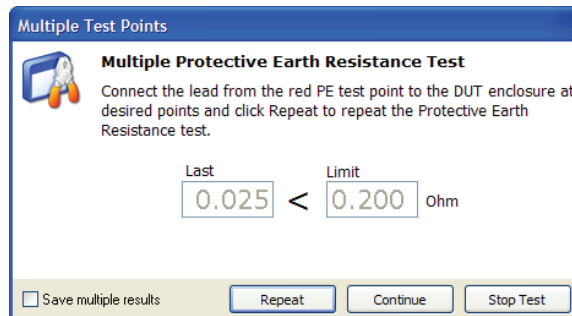 Multiple Test Points
Multiple Protective Earth Resistance Test
Connect the lead from the red PE test point to the DUT enclosure at
desired points and click Repeat to repeat the Protective Earth
Resistance test.
Last Limit
0.025 < 0.200 Ohm
Save multiple results Repeat Continue Stop Test